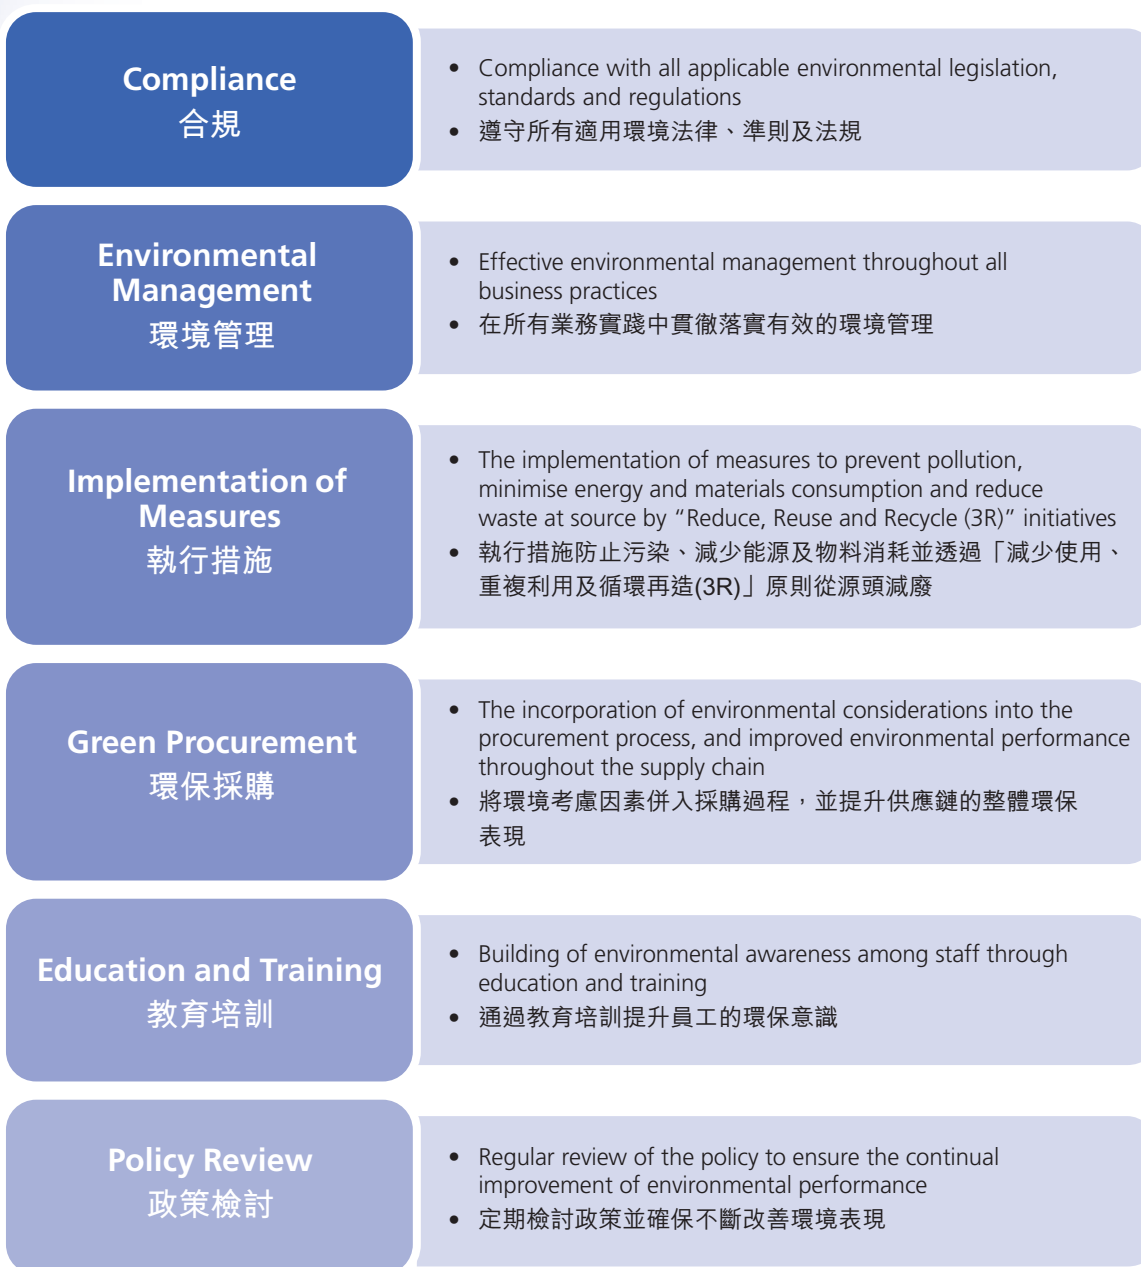 Compliance
合規
• Compliance with all applicable environmental legislation,
standards and regulations
• 遵守所有適用環境法律、準則及法規
Environmental
Management
環境管理
• Effective environmental management throughout all
business practices
• 在所有業務實踐中貫徹落實有效的環境管理
Implementation of
Measures
執行措施
• The implementation of measures to prevent pollution,
minimise energy and materials consumption and reduce
waste at source by “Reduce, Reuse and Recycle (3R)” initiatives
• 執行措施防止污染、減少能源及物料消耗並透過「減少使用、
重複利用及循環再造(3R)」原則從源頭減廢
Green Procurement
環保採購
• The incorporation of environmental considerations into the
procurement process, and improved environmental performance
throughout the supply chain
• 將環境考慮因素併入採購過程，並提升供應鏈的整體環保
表現
Education and Training
教育培訓
• Building of environmental awareness among staff through
education and training
• 通過教育培訓提升員工的環保意識
Policy Review
政策檢討
• Regular review of the policy to ensure the continual
improvement of environmental performance
• 定期檢討政策並確保不斷改善環境表現